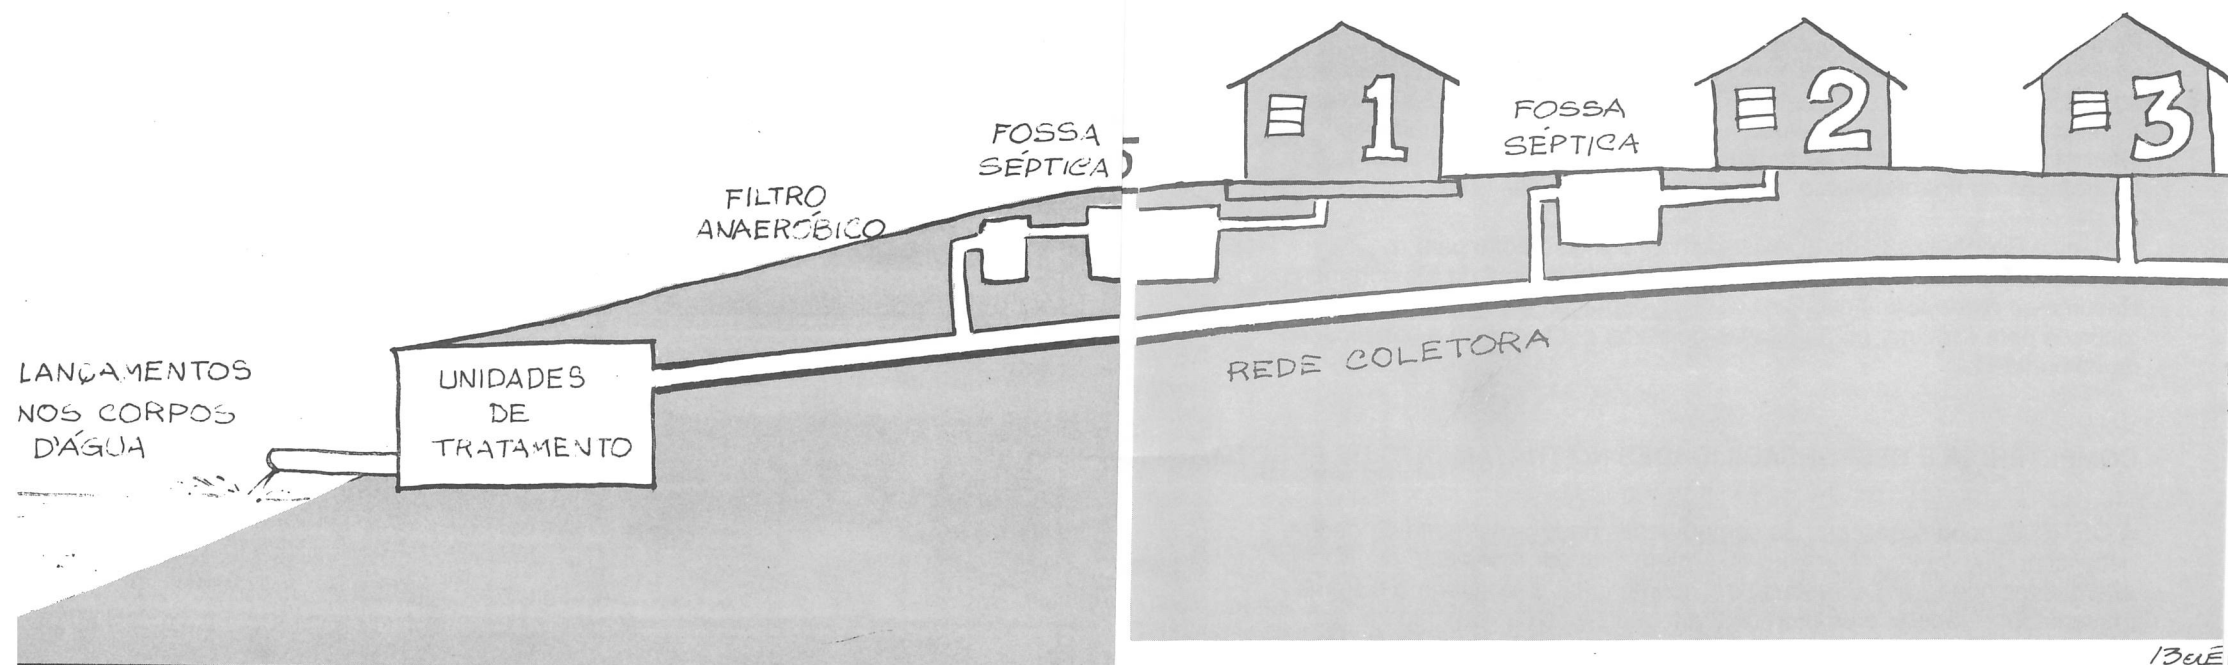 LANÇAMENTOS
NOS CORPOS
D'ÁGUA
UNIDADES
DE
TRATAMENTO
FILTRO
ANAERÓBICO
FOSSA
SÉPTICA
1
FOSSA
SÉPTICA
2
3
REDE COLETORA